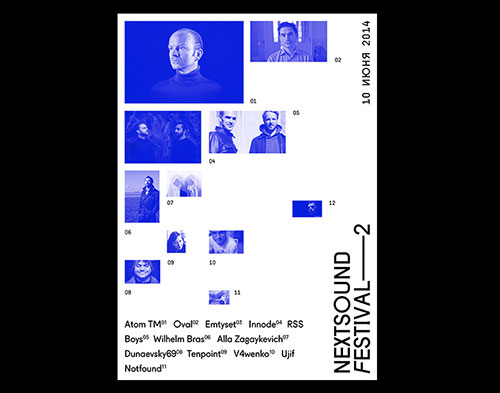 10 ИЮНЯ 2014
02
01
05
04
07
12
06
09
10
08
11
NEXTSOUND
FESTIVAL—2
Atom TM01 Oval02 Emtyset03 Innode04 RSS
Boys05 Wilhelm Bras06 Alla Zagaykevich07
Dunaevsky6908 Tenpoint09 V4wenko10 Ujif
Notfound11